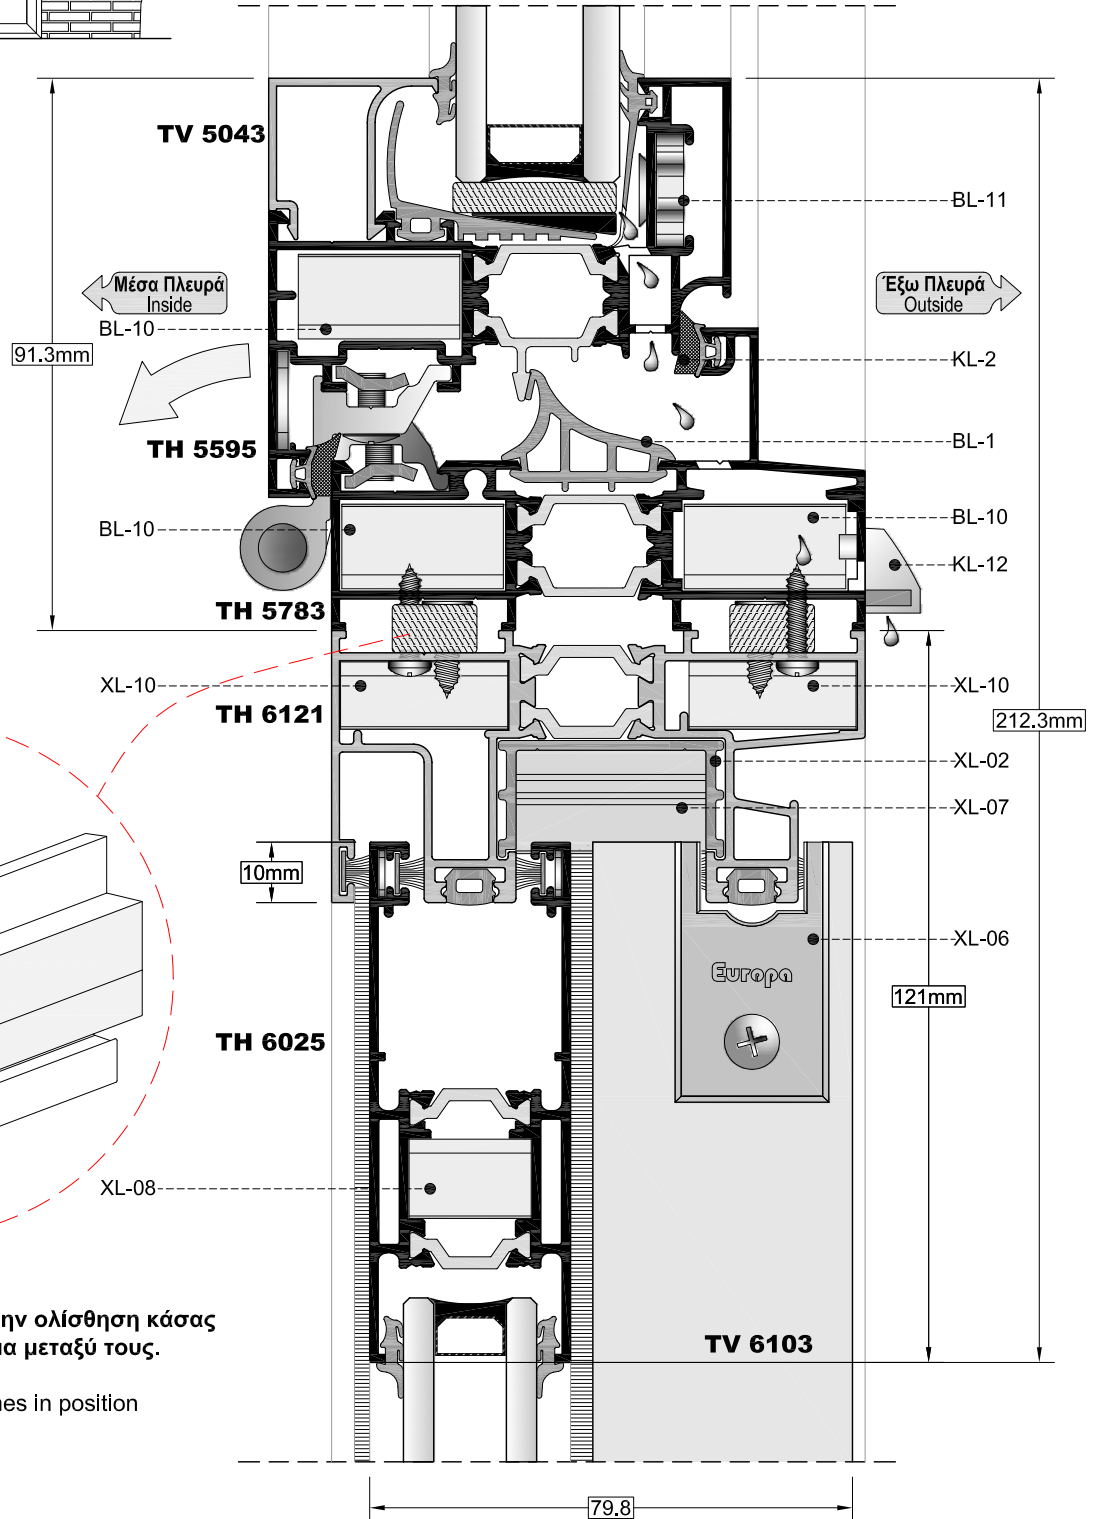 TV 5043
BL-11
Μέσα Πλευρά
Inside
Έξω Πλευρά
Outside
BL-10
91.3mm
KL-2
TH 5595
BL-1
BL-10
BL-10
KL-12
TH 5783
XL-10
XL-10
TH 6121
212.3mm
XL-02
XL-07
10mm
XL-06
Europa
121mm
TH 6025
XL-08
ην ολίσθηση κάσας
ια μεταξύ τους.
TV 6103
es in position
79.8